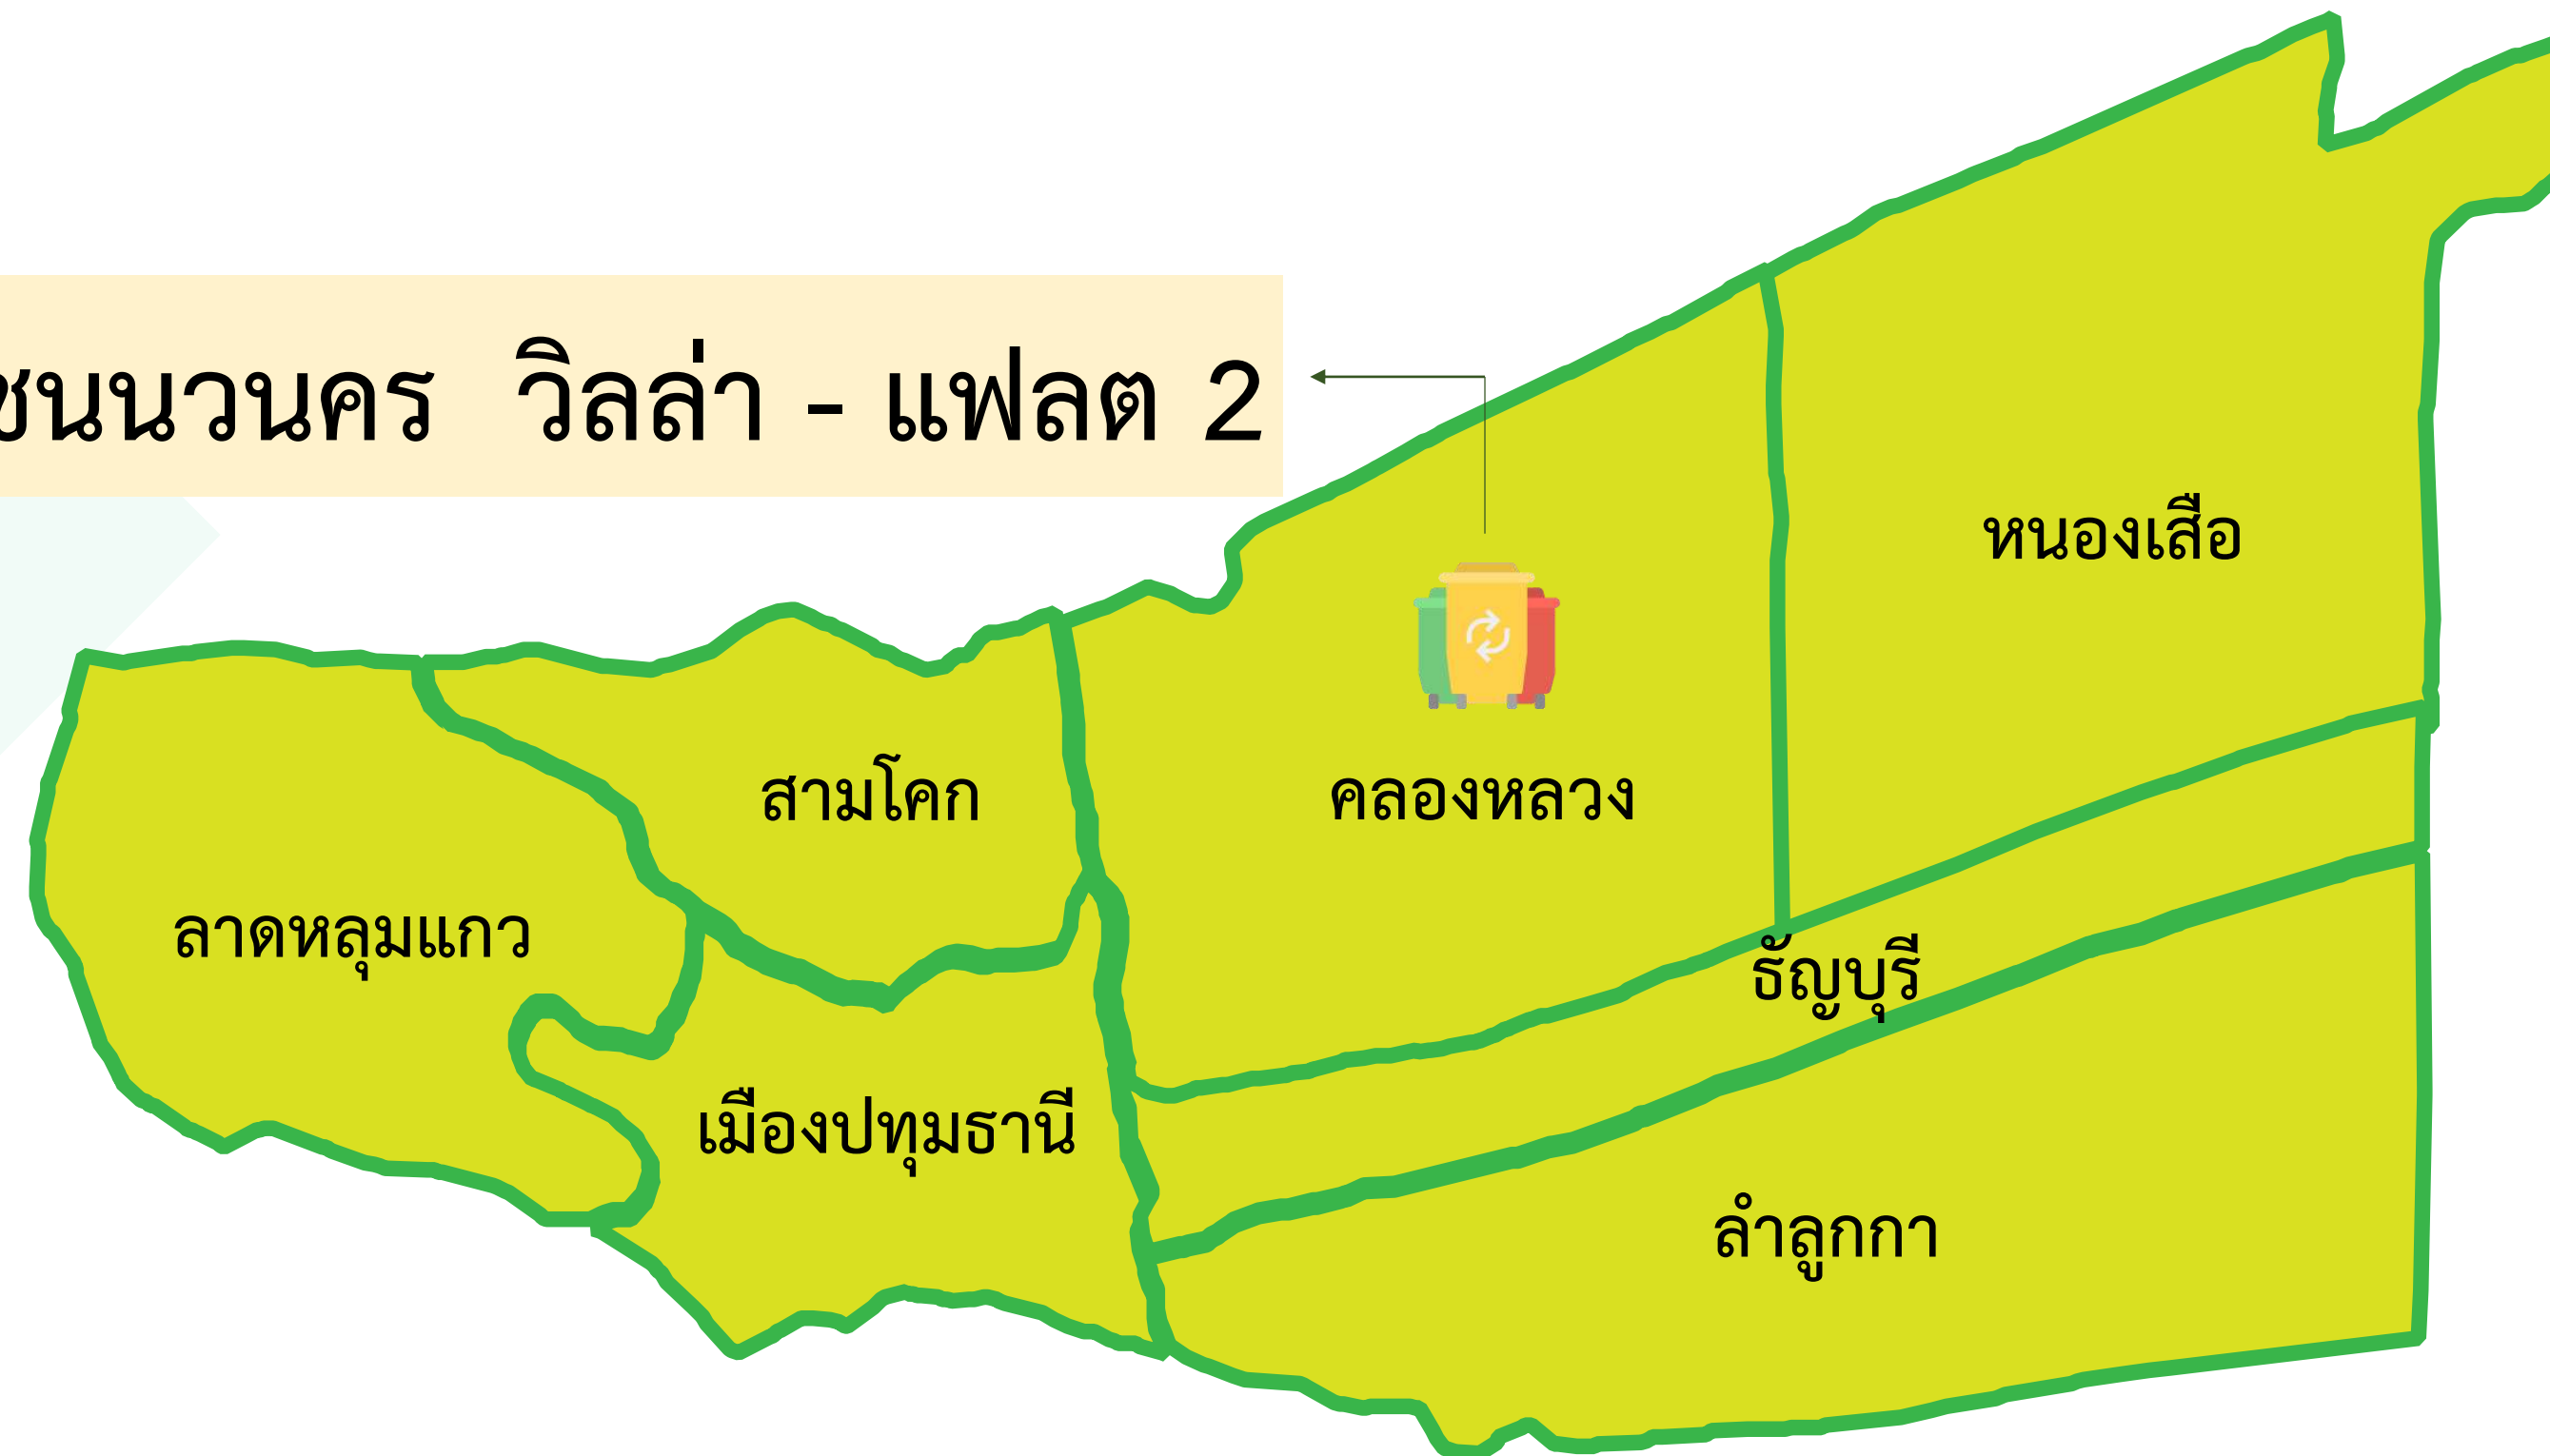 ชนนวนคร วิลล่า - แฟลต 2
หนองเสือ
สามโคก
คลองหลวง
ลาดหลุมแกว
ธัญบุรี
เมืองปทุมธานี
ลำลูกกา